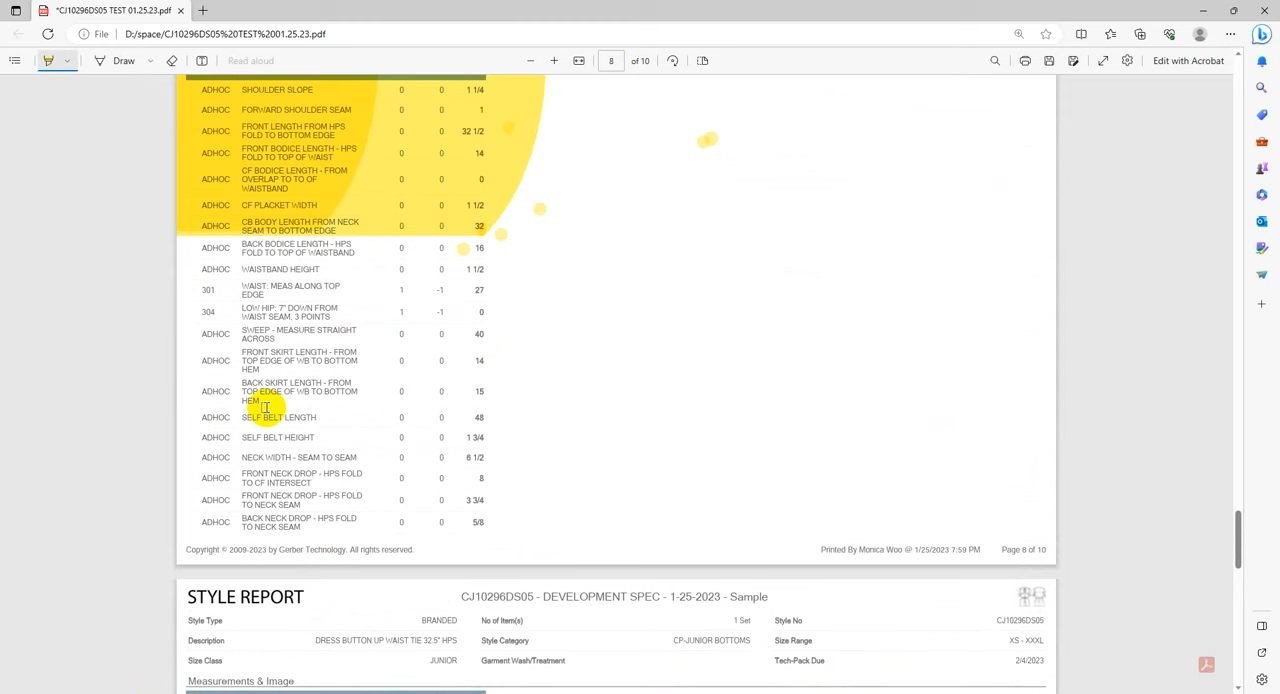 *CJ10296DS05 TEST 01.25.23.pdf
File D:/space/CJ10296DS05%20TEST%2001.25.23.pdf
Draw Read aloud 8 of 10 Edit with Acrobat
ADHOC SHOULDER SLOPE 0 0 1 1/4
ADHOC FORWARD SHOULDER SEAM 0 0 1
ADHOC FRONT LENGTH FROM HPS 0 0 32 1/2
FOLD TO BOTTOM EDGE
ADHOC FRONT BODICE LENGTH - HPS 0 0 14
FOLD TO TOP OF WAIST
ADHOC CF BODICE LENGTH - FROM 0 0 0
OVERLAP TO TO OF
WAISTBAND
ADHOC CF PLACKET WIDTH 0 0 1 1/2
ADHOC CB BODY LENGTH FROM NECK 0 0 32
SEAM TO BOTTOM EDGE
ADHOC BACK BODICE LENGTH - HPS 0 0 16
FOLD TO TOP OF WAISTBAND
ADHOC WAISTBAND HEIGHT 0 0 1 1/2
301 WAIST: MEAS ALONG TOP 1 -1 27
EDGE
304 LOW HIP: 7" DOWN FROM 1 -1 0
WAIST SEAM, 3 POINTS
ADHOC SWEEP - MEASURE STRAIGHT 0 0 40
ACROSS
ADHOC FRONT SKIRT LENGTH - FROM 0 0 14
TOP EDGE OF WB TO BOTTOM
HEM
ADHOC BACK SKIRT LENGTH - FROM 0 0 15
TOP EDGE OF WB TO BOTTOM
HEM
ADHOC SELF BELT LENGTH 0 0 48
ADHOC SELF BELT HEIGHT 0 0 1 3/4
ADHOC NECK WIDTH - SEAM TO SEAM 0 0 6 1/2
ADHOC FRONT NECK DROP - HPS FOLD 0 0 8
TO CF INTERSECT
ADHOC FRONT NECK DROP - HPS FOLD 0 0 3 3/4
TO NECK SEAM
ADHOC BACK NECK DROP - HPS FOLD 0 0 5/8
TO NECK SEAM
Copyright © 2009-2023 by Gerber Technology. All rights reserved. Printed By Monica Woo @ 1/25/2023 7:59 PM Page 8 of 10
STYLE REPORT CJ10296DS05 - DEVELOPMENT SPEC - 1-25-2023 - Sample
Style Type BRANDED No of Item(s) 1 Set Style No CJ10296DS05
Description DRESS BUTTON UP WAIST TIE 32.5" HPS Style Category CP-JUNIOR BOTTOMS Size Range XS - XXXL
Size Class JUNIOR Garment Wash/Treatment Tech-Pack Due 2/4/2023
Measurements & Image